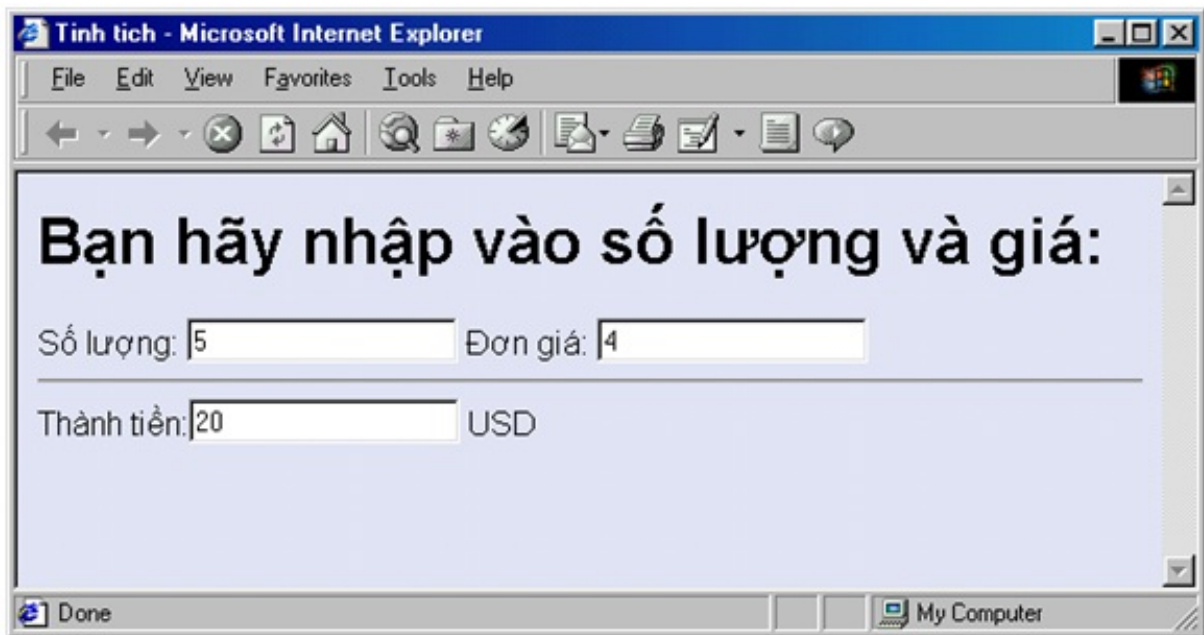 Tinh tich - Microsoft Internet Explorer
File Edit View Favorites Tools Help
Bạn hãy nhập vào số lượng và giá:
Số lượng: 5 Đơn giá: 4
Thành tiền: 20 USD
Done My Computer